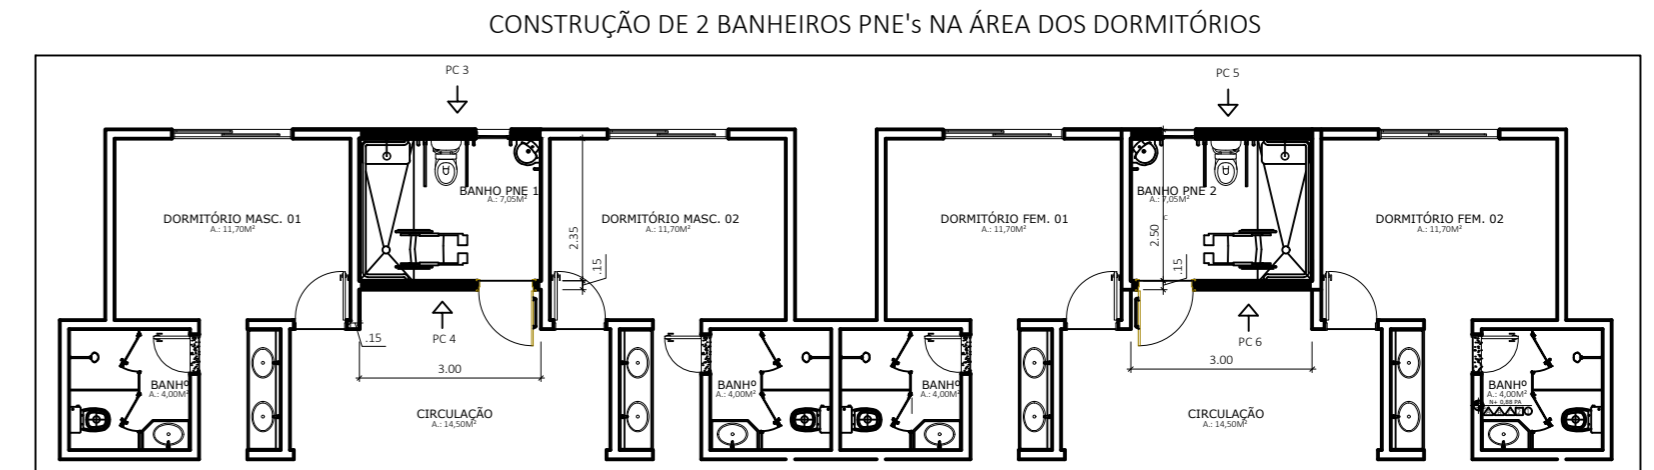 CONSTRUÇÃO DE 2 BANHEIROS PNE's NA ÁREA DOS DORMITÓRIOS
PC 3
PC 5
DORMITÓRIO MASC. 01
A.: 11,70M²
BANHO PNE 1
A.: 7,05M²
DORMITÓRIO MASC. 02
A.: 11,70M²
2.35
.15
DORMITÓRIO FEM. 01
A.: 11,70M²
BANHO PNE 2
A.: 7,05M²
C
2.50
.15
DORMITÓRIO FEM. 02
A.: 11,70M²
PC 4
.15
3.00
PC 6
3.00
BANHº
A.: 4,00M²
CIRCULAÇÃO
A.: 14,50M²
BANHº
A.: 4,00M²
BANHº
A.: 4,00M²
CIRCULAÇÃO
A.: 14,50M²
BANHº
A.: 4,00M²
N+ 0,88 PA